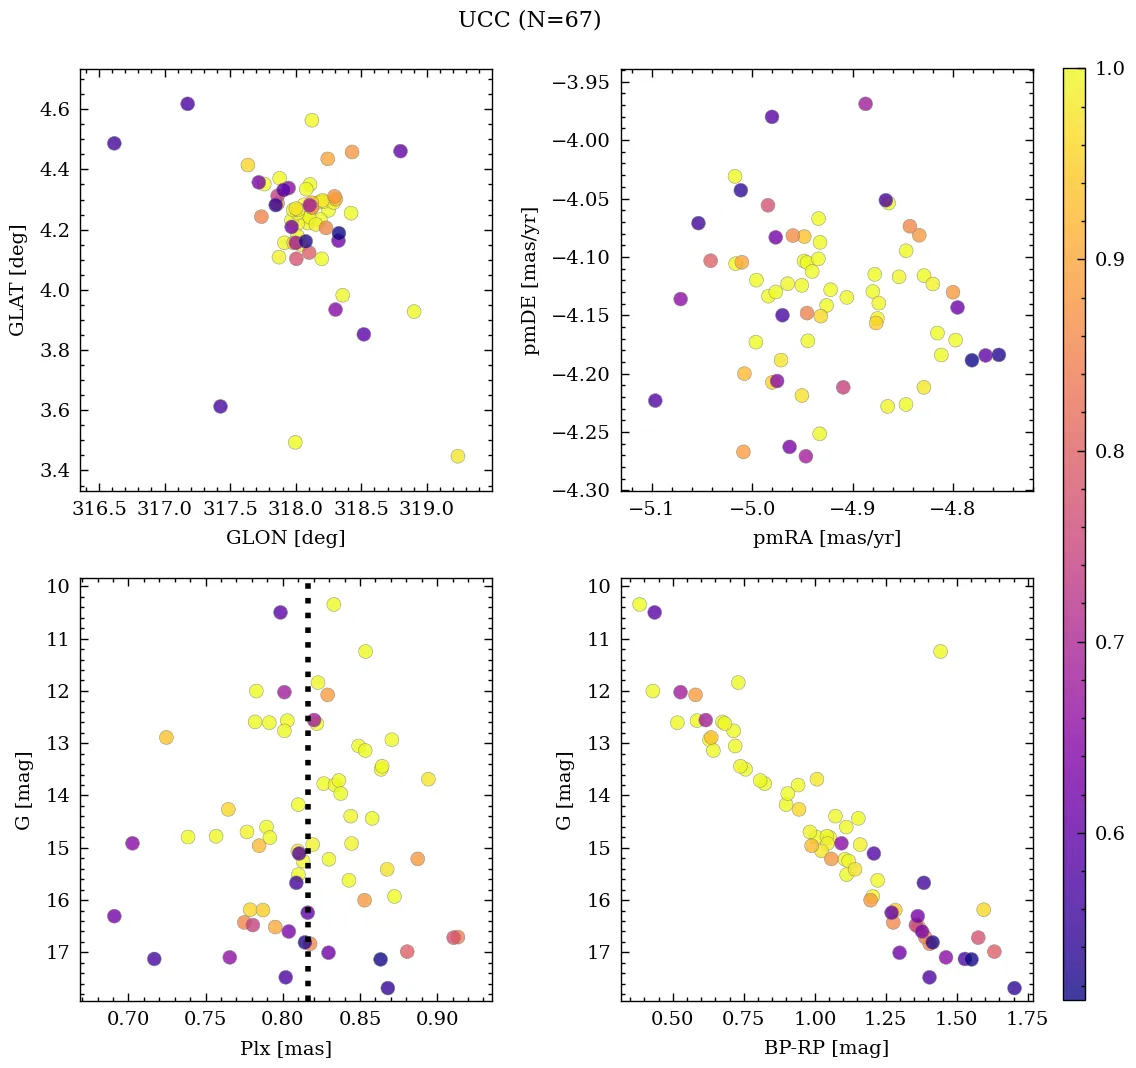 UCC (N=67)
4.6
4.4
4.2
4.0
3.8
3.6
3.4
GLAT [deg]
316.5 317.0 317.5 318.0 318.5 319.0
GLON [deg]
−3.95
−4.00
−4.05
−4.10
−4.15
−4.20
−4.25
−4.30
pmDE [mas/yr]
−5.1 −5.0 −4.9 −4.8
pmRA [mas/yr]
10
11
12
13
14
15
16
17
G [mag]
0.70 0.75 0.80 0.85 0.90
Plx [mas]
10
11
12
13
14
15
16
17
G [mag]
0.50 0.75 1.00 1.25 1.50 1.75
BP-RP [mag]
1.0
0.9
0.8
0.7
0.6